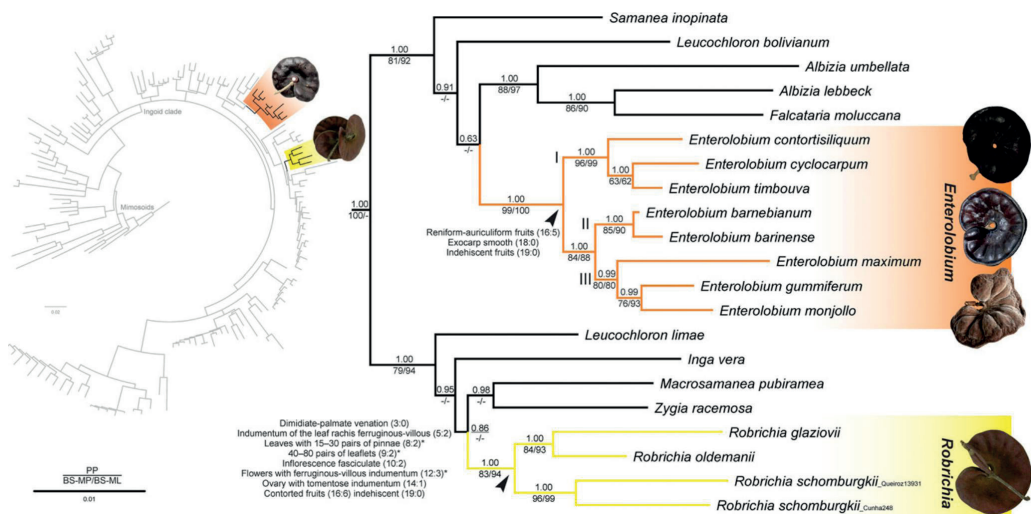 Ingoid clade
Mimosoids
0.02
PP
BS-MP/BS-ML
0.01
1.00
100/-
1.00
81/92
Samanea inopinata
0.91
-/-
Leucochloron bolivianum
0.63
-/-
1.00
88/97
Albizia umbellata
1.00
86/90
Albizia lebbeck
Falcataria moluccana
1.00
99/100
Reniform-auriculiform fruits (16:5)
Exocarp smooth (18:0)
Indehiscent fruits (19:0)
I
1.00
96/99
Enterolobium contortisiliquum
1.00
63/62
Enterolobium cyclocarpum
Enterolobium timbouva
1.00
84/88
II
1.00
85/90
Enterolobium barnebianum
Enterolobium barinense
III
0.99
80/80
Enterolobium maximum
0.99
76/93
Enterolobium gummiferum
Enterolobium monjollo
Enterolobium
1.00
79/94
Leucochloron limae
0.95
-/-
Inga vera
0.98
-/-
Macrosamanea pubiramea
Zygia racemosa
0.86
-/-
Dimidiate-palmate venation (3:0)
Indumentum of the leaf rachis ferruginous-villous (5:2)
Leaves with 15–30 pairs of pinnae (8:2)*
40–80 pairs of leaflets (9:2)*
Inflorescence fasciculate (10:2)
Flowers with ferruginous-villous indumentum (12:3)*
Ovary with tomentose indumentum (14:1)
Contorted fruits (16:6) indehiscent (19:0)
1.00
83/94
1.00
84/93
Robrichia glaziovii
Robrichia oldemanii
1.00
96/99
Robrichia schomburgkii_Queiroz13931
Robrichia schomburgkii_Cunha248
Robrichia